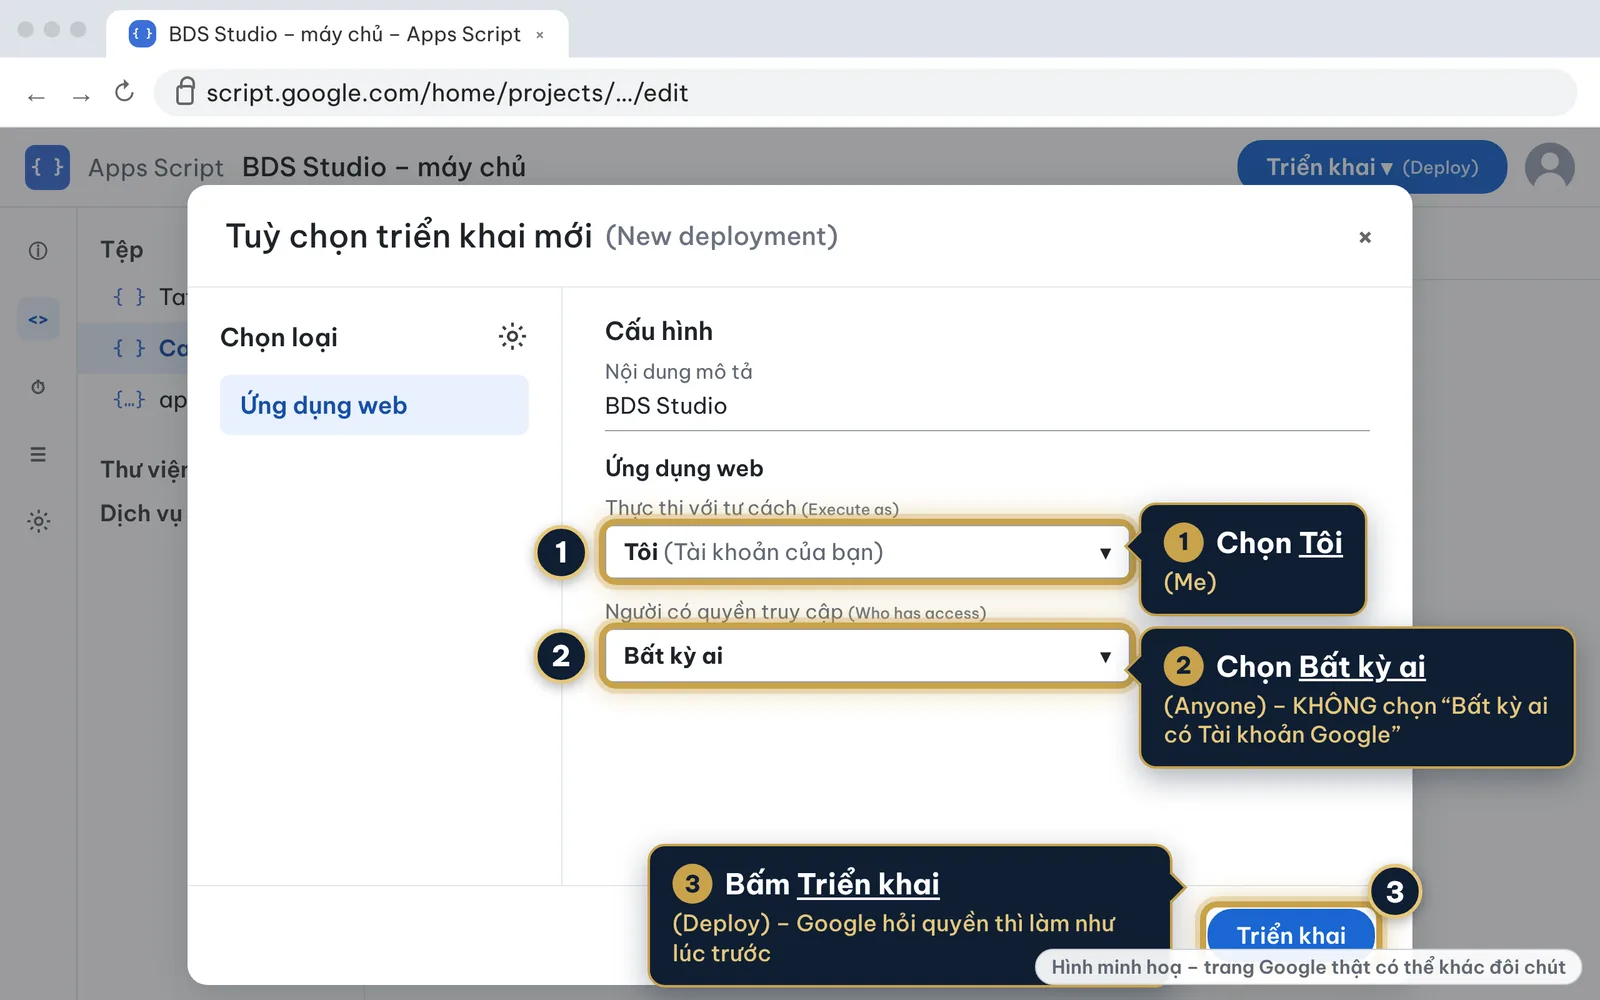 { } BDS Studio – máy chủ – Apps Script ×
← → script.google.com/home/projects/.../edit
{ } Apps Script BDS Studio – máy chủ
Triển khai ▾ (Deploy)
Tuỳ chọn triển khai mới (New deployment) ×
Tệp
{ }
{ }
{...}
Thư viện
Dịch vụ
Chọn loại
Ứng dụng web
Cấu hình
Nội dung mô tả
BDS Studio
Ứng dụng web
Thực thi với tư cách (Execute as)
1 Tôi (Tài khoản của bạn) ▼
1 Chọn Tôi
(Me)
Người có quyền truy cập (Who has access)
2 Bất kỳ ai ▼
2 Chọn Bất kỳ ai
(Anyone) – KHÔNG chọn “Bất kỳ ai
có Tài khoản Google”
3 Bấm Triển khai
(Deploy) – Google hỏi quyền thì làm như
lúc trước
3
Triển khai
Hình minh hoạ – trang Google thật có thể khác đôi chút